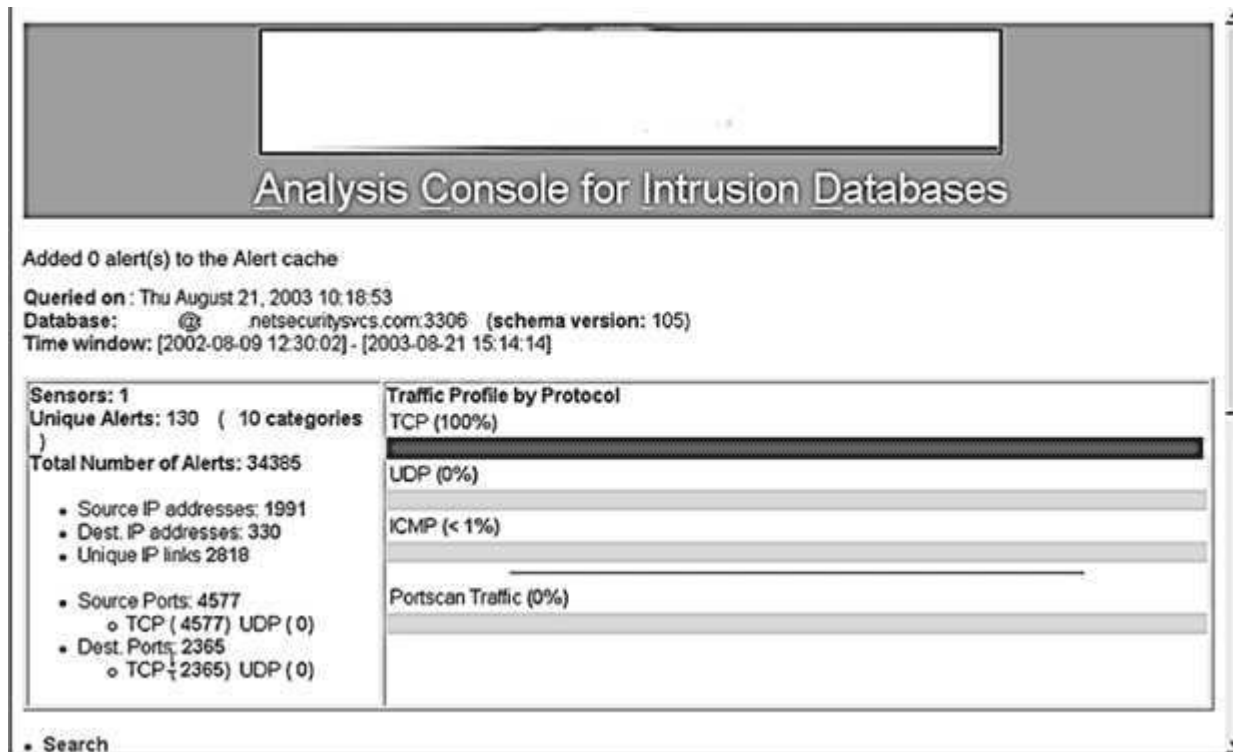 Analysis Console for Intrusion Databases
Added 0 alert(s) to the Alert cache
Queried on : Thu August 21, 2003 10:18:53
Database: @ .netsecuritysvcs.com:3306 (schema version: 105)
Time window: [2002-08-09 12:30:02] - [2003-08-21 15:14:14]
Sensors: 1
Unique Alerts: 130 ( 10 categories
)
Total Number of Alerts: 34385
• Source IP addresses: 1991
• Dest. IP addresses: 330
• Unique IP links 2818
• Source Ports: 4577
o TCP ( 4577) UDP ( 0)
• Dest. Ports: 2365
o TCP ( 2365) UDP ( 0)
Traffic Profile by Protocol
TCP (100%)
UDP (0%)
ICMP (< 1%)
Portscan Traffic (0%)
• Search